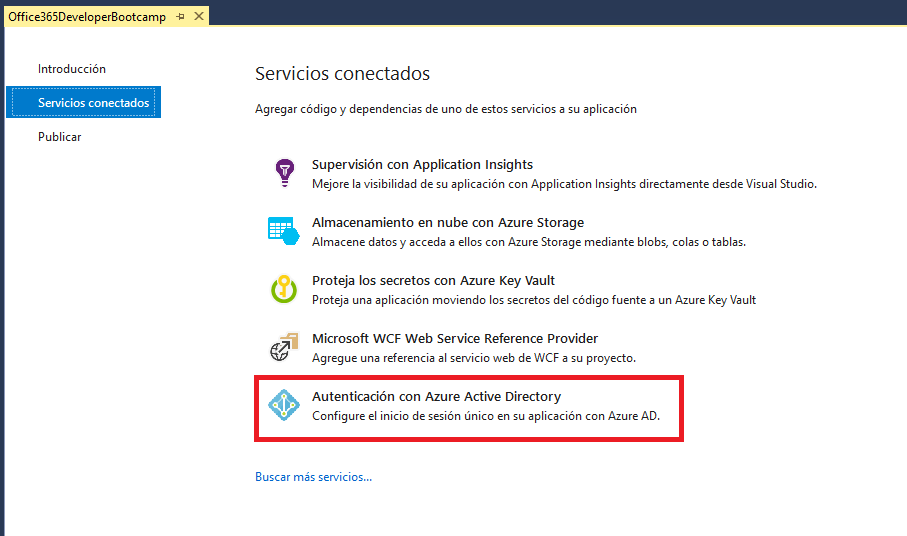 Office365DeveloperBootcamp
Introducción
Servicios conectados
Publicar
Servicios conectados
Agregar código y dependencias de uno de estos servicios a su aplicación
Supervisión con Application Insights
Mejore la visibilidad de su aplicación con Application Insights directamente desde Visual Studio.
Almacenamiento en nube con Azure Storage
Almacene datos y acceda a ellos con Azure Storage mediante blobs, colas o tablas.
Proteja los secretos con Azure Key Vault
Proteja una aplicación moviendo los secretos del código fuente a un Azure Key Vault
Microsoft WCF Web Service Reference Provider
Agregue una referencia al servicio web de WCF a su proyecto.
Autenticación con Azure Active Directory
Configure el inicio de sesión único en su aplicación con Azure AD.
Buscar más servicios...